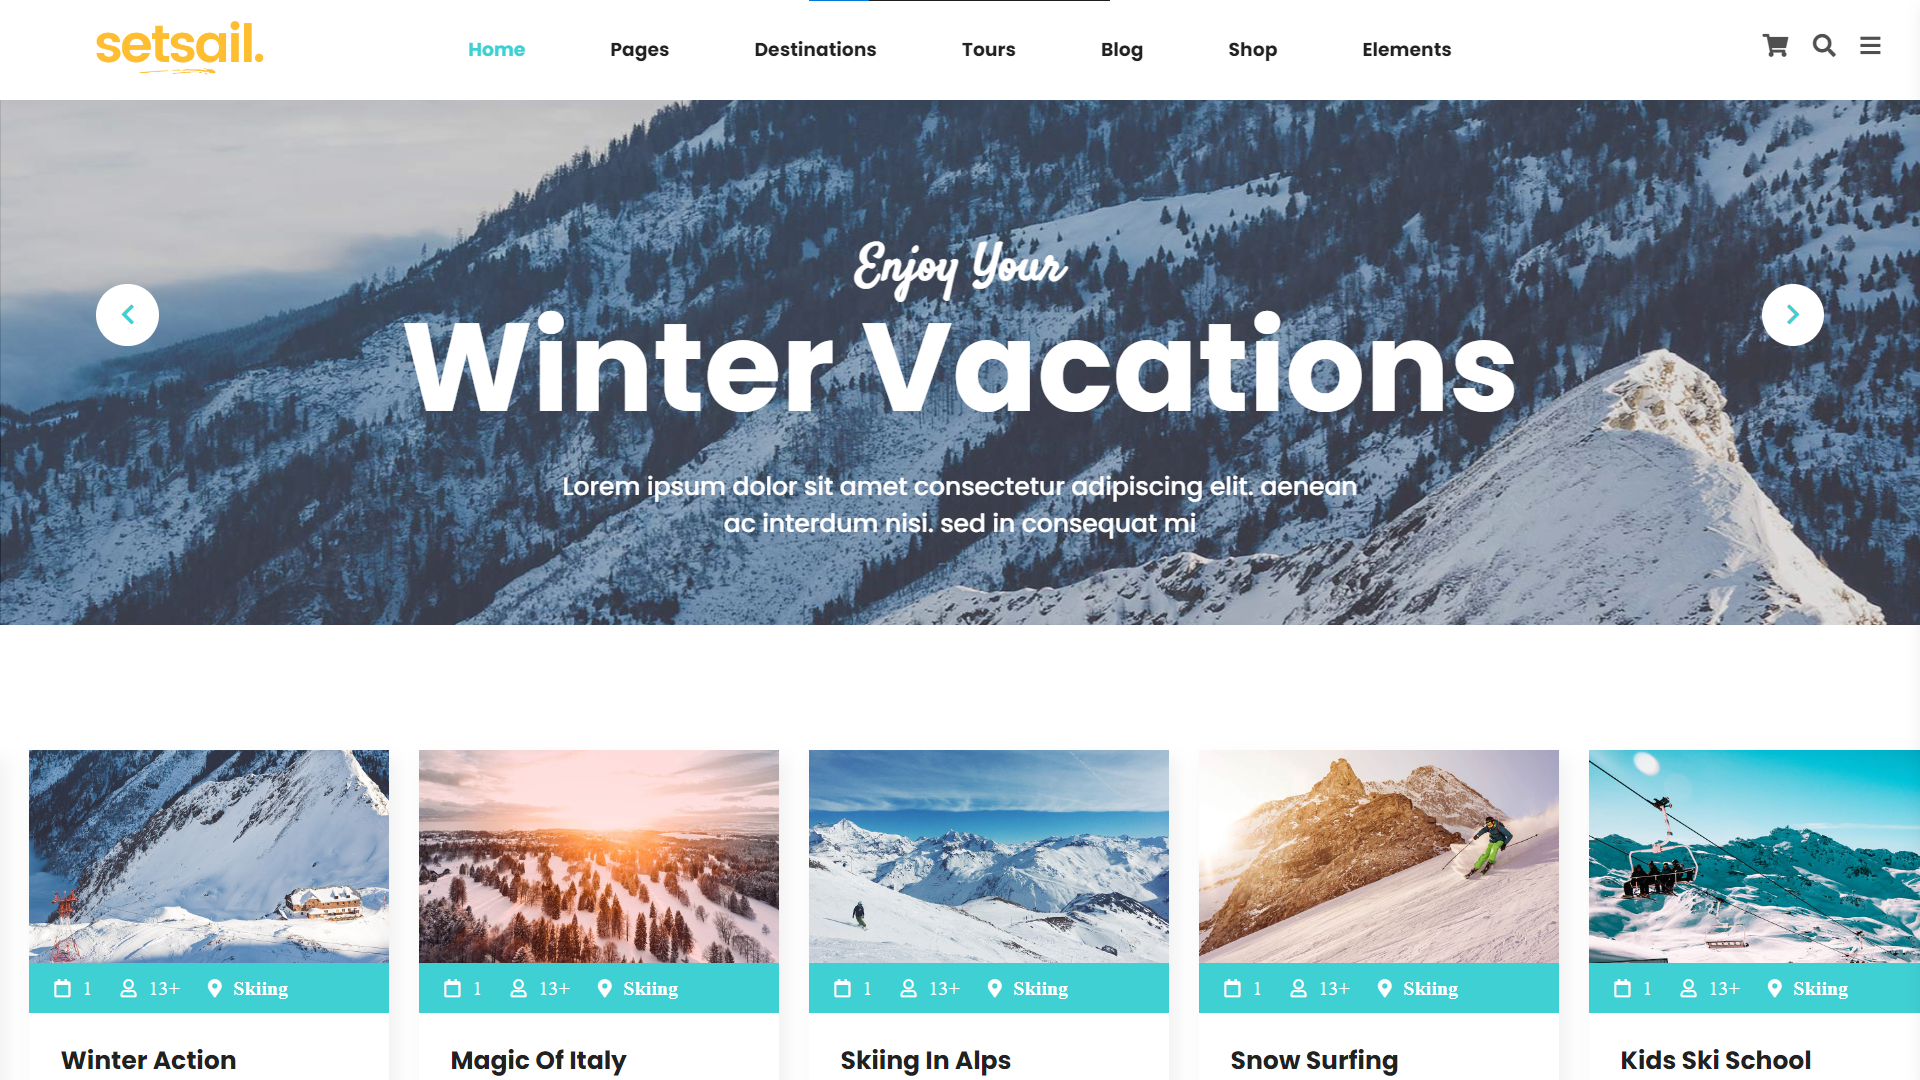 setsail.
Home Pages Destinations Tours Blog Shop Elements
Enjoy Your
Winter Vacations
Lorem ipsum dolor sit amet consectetur adipiscing elit. aenean
ac interdum nisi. sed in consequat mi
1 13+ Skiing
Winter Action
1 13+ Skiing
Magic Of Italy
1 13+ Skiing
Skiing In Alps
1 13+ Skiing
Snow Surfing
1 13+ Skiing
Kids Ski School